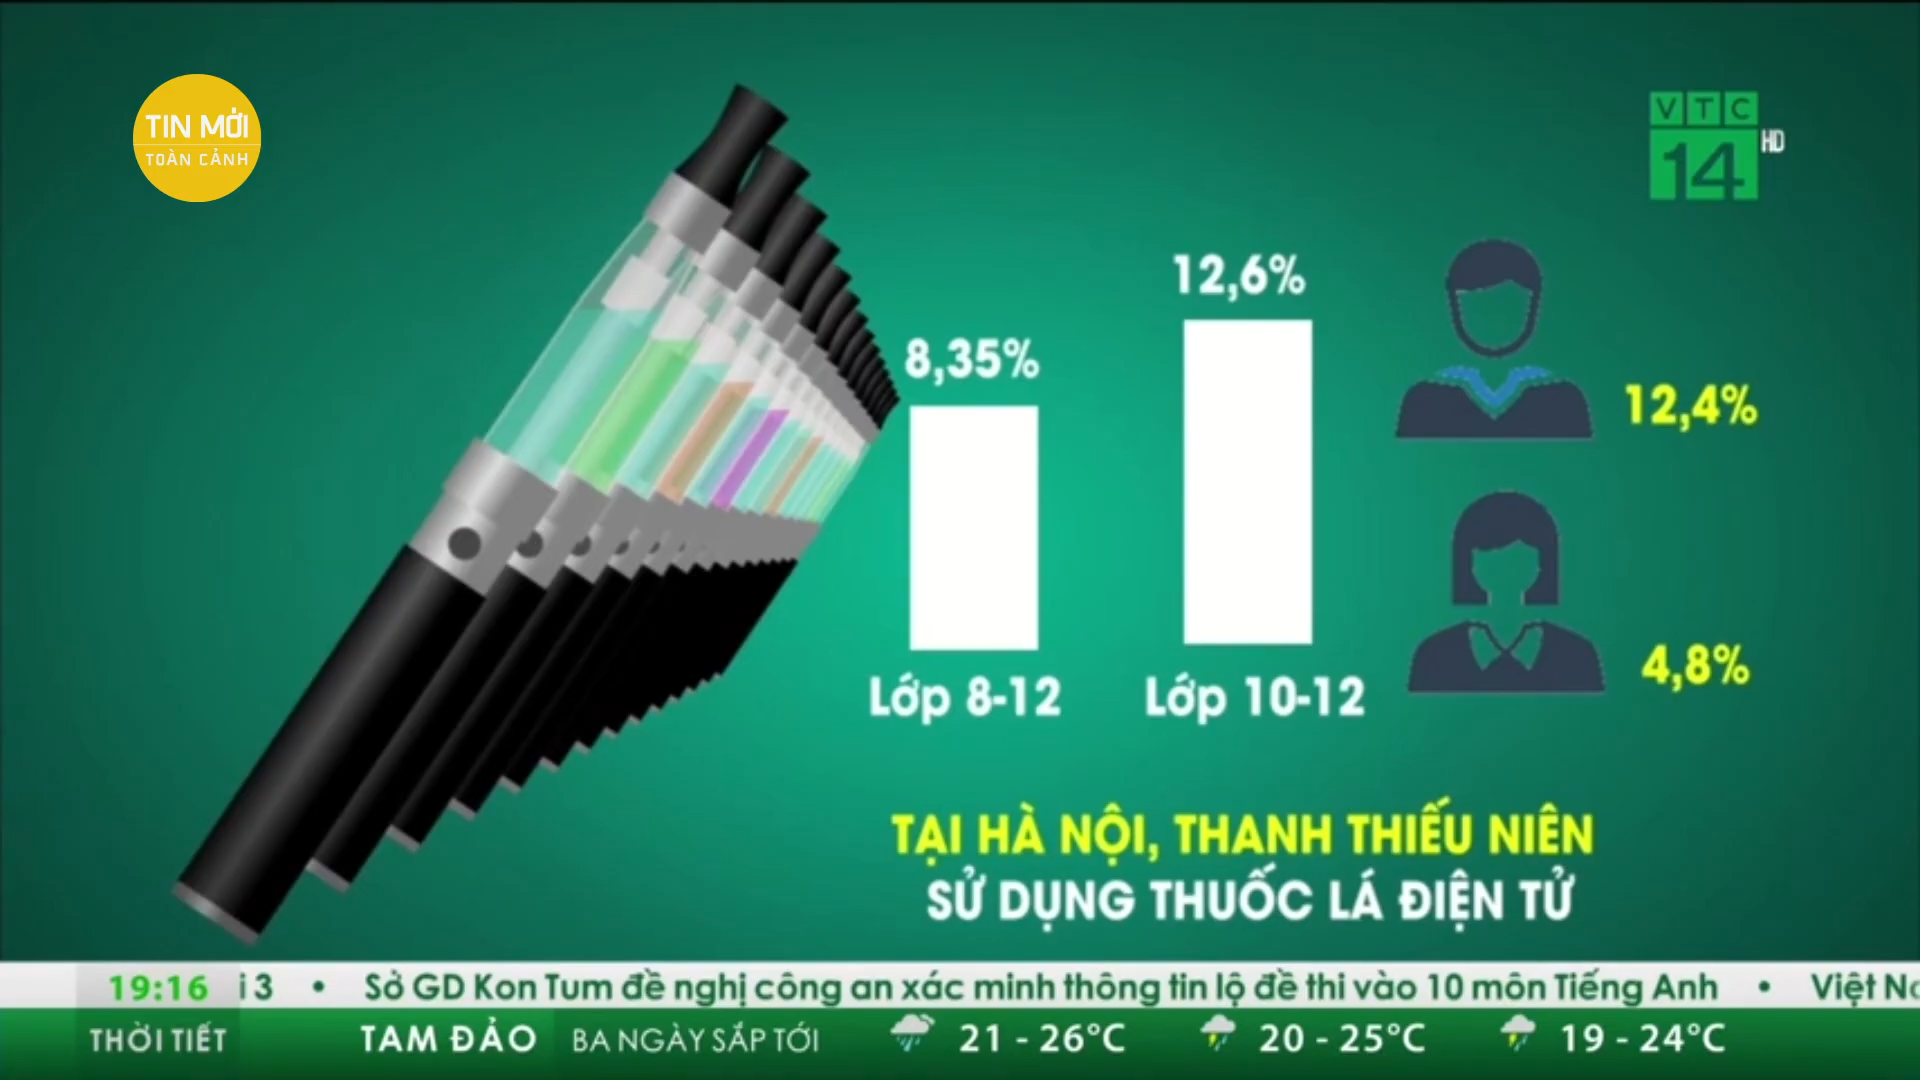 TIN MỚI
TOÀN CẢNH
VTC
14
HD
12,6%
8,35%
12,4%
4,8%
Lớp 8-12
Lớp 10-12
TẠI HÀ NỘI, THANH THIẾU NIÊN
SỬ DỤNG THUỐC LÁ ĐIỆN TỬ
19:16 i 3 • Sở GD Kon Tum đề nghị công an xác minh thông tin lộ đề thi vào 10 môn Tiếng Anh • Việt
THỜI TIẾT TAM ĐẢO BA NGÀY SẮP TỚI 21 - 26°C 20 - 25°C 19 - 24°C